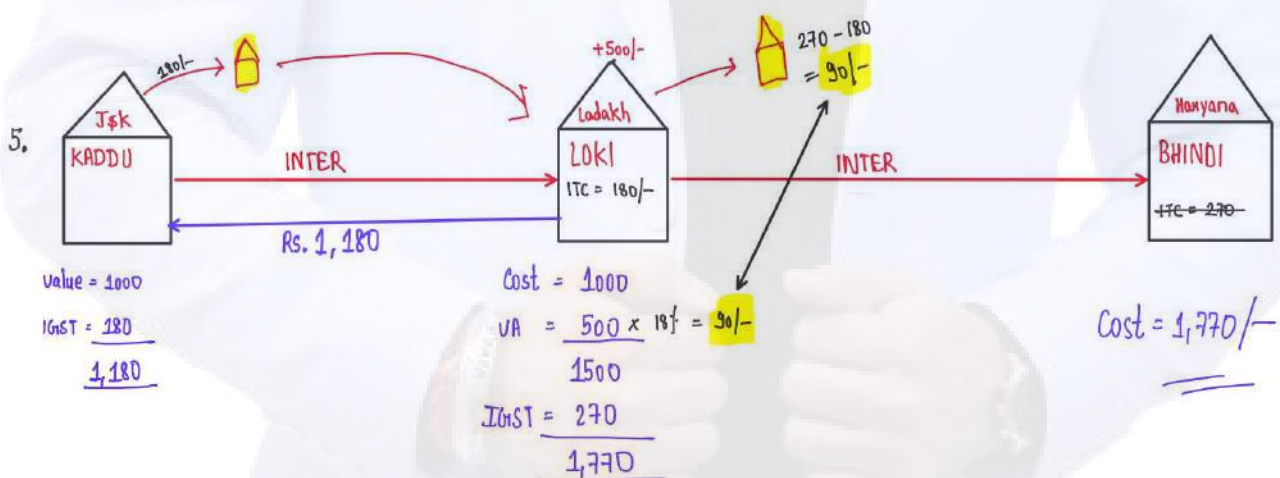 5.
J$K
KADDU
180/-
INTER
Rs. 1,180
+500/-
Ladakh
LOKI
ITC = 180/-
270 - 180
= 90/-
INTER
Haryana
BHINDI
ITC = 270
Value = 1000
IGST = 180
1,180
Cost = 1000
VA = 500 x 18% = 90/-
1500
IGST = 270
1,770
Cost = 1,770/-